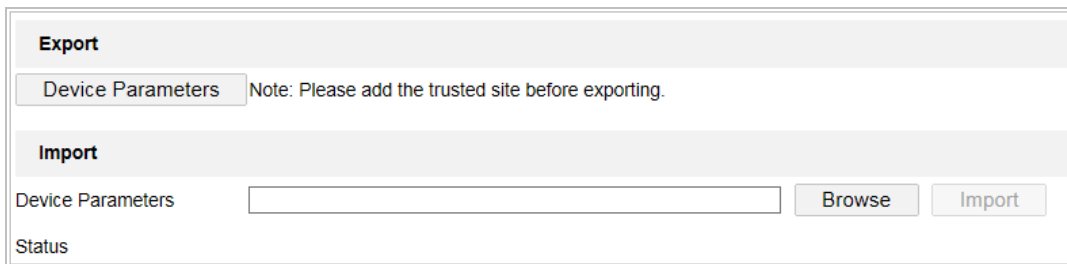 Export
Device Parameters Note: Please add the trusted site before exporting.
Import
Device Parameters Browse Import
Status